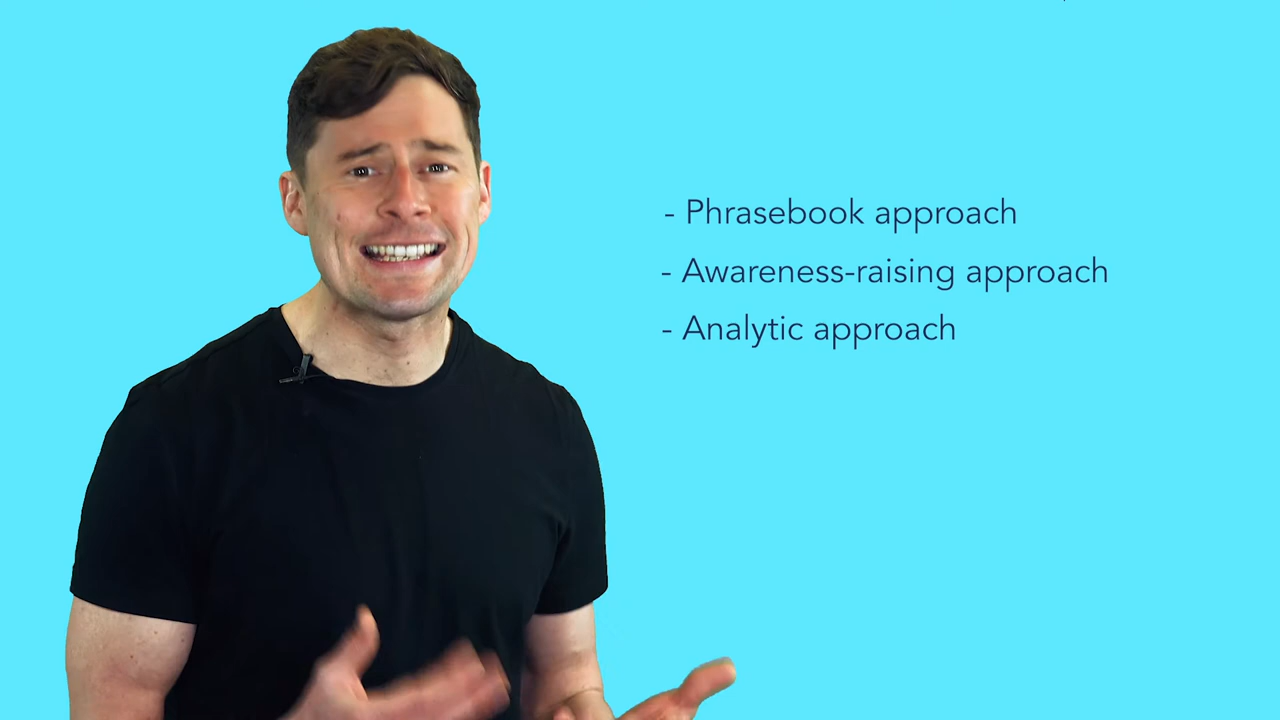 - Phrasebook approach
- Awareness-raising approach
- Analytic approach